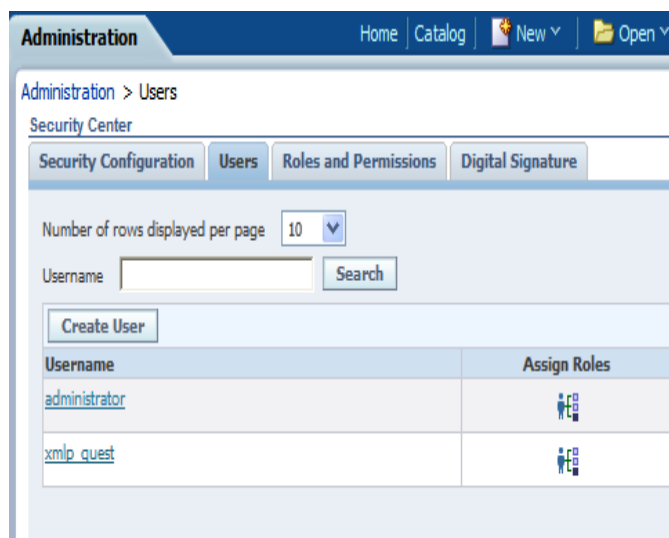 Administration
Home Catalog New Open
Administration > Users
Security Center
Security Configuration Users Roles and Permissions Digital Signature
Number of rows displayed per page 10
Username Search
Create User
Username Assign Roles
administrator
xmlp_guest